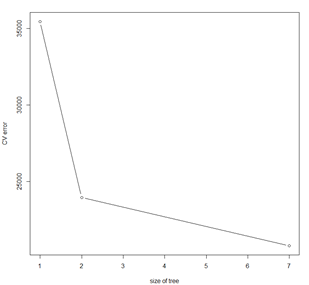 35000
30000
25000
CV error
1 2 3 4 5 6 7
size of tree